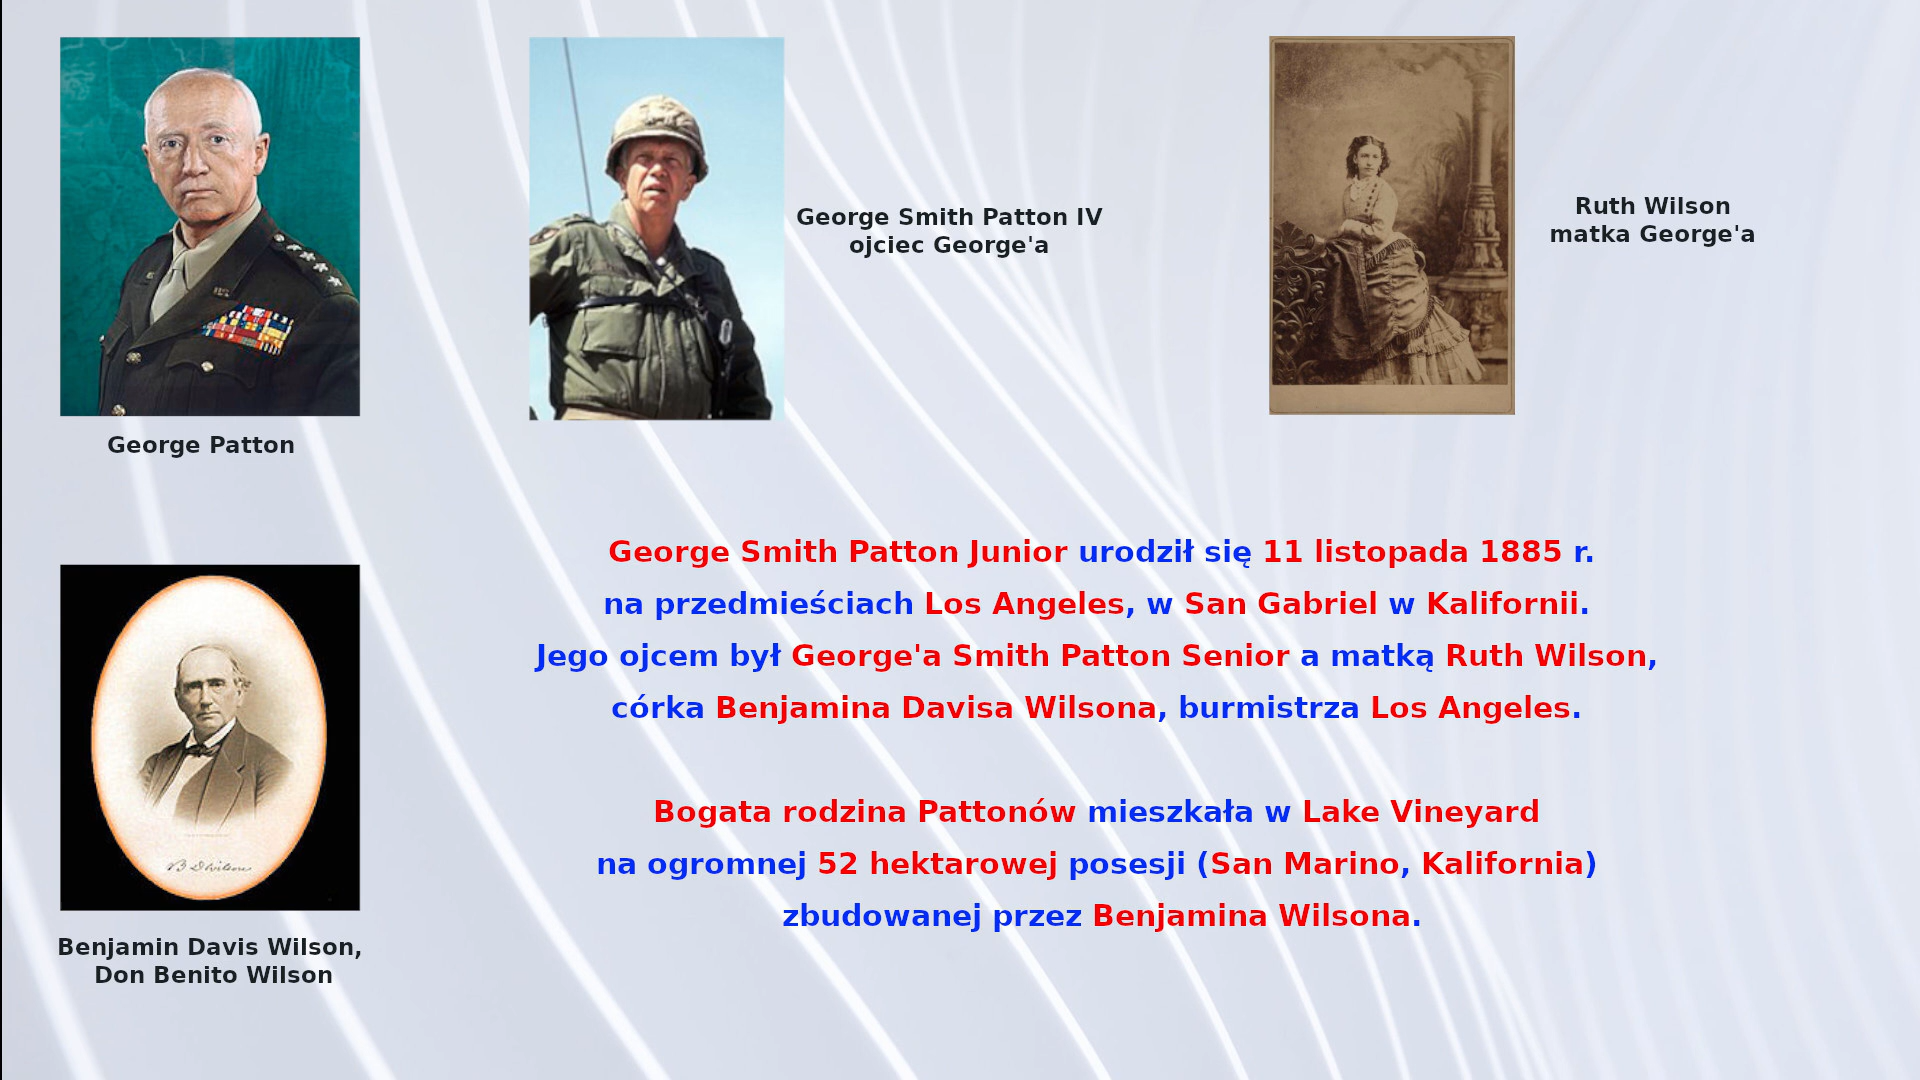 George Smith Patton IV
ojciec George'a
Ruth Wilson
matka George'a
George Patton
George Smith Patton Junior urodził się 11 listopada 1885 r.
na przedmieściach Los Angeles, w San Gabriel w Kalifornii.
Jego ojcem był George'a Smith Patton Senior a matką Ruth Wilson,
córka Benjamina Davisa Wilsona, burmistrza Los Angeles.
Bogata rodzina Pattonów mieszkała w Lake Vineyard
na ogromnej 52 hektarowej posesji (San Marino, Kalifornia)
zbudowanej przez Benjamina Wilsona.
B D Wilson
Benjamin Davis Wilson,
Don Benito Wilson